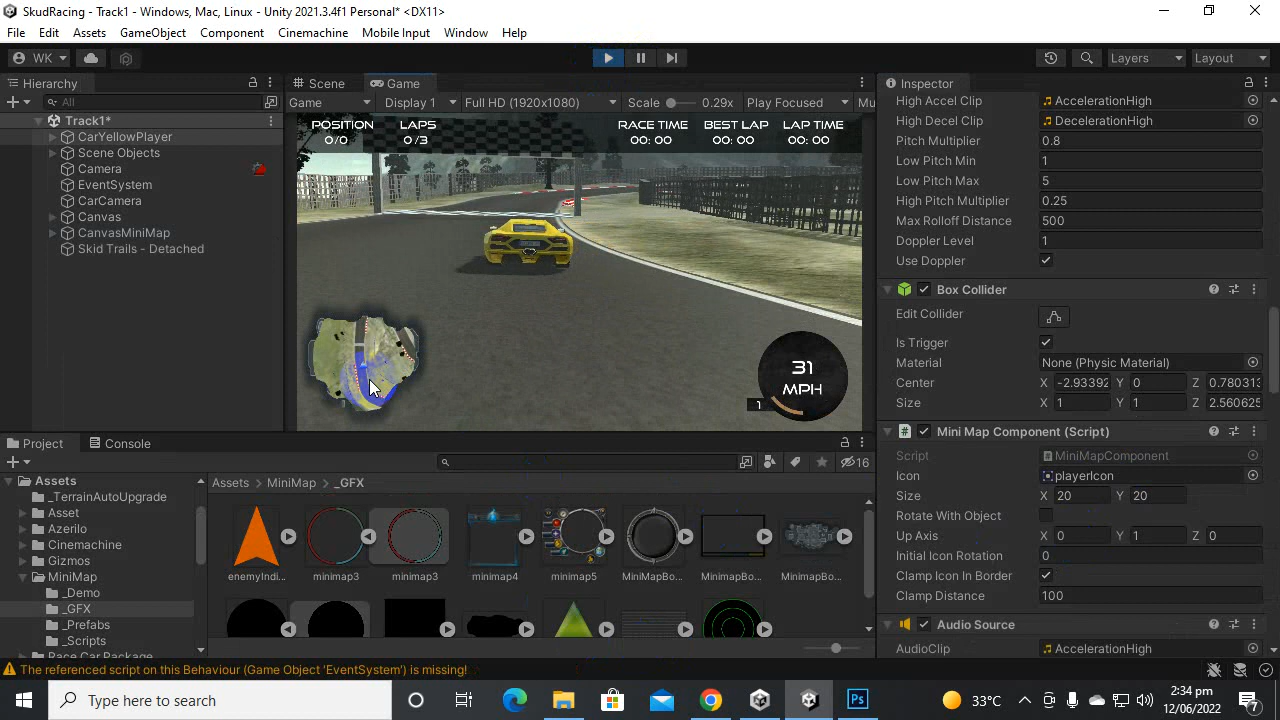 SkudRacing - Track1 - Windows, Mac, Linux - Unity 2021.3.4f1 Personal* <DX11>
File Edit Assets GameObject Component Cinemachine Mobile Input Window Help
WK Layers Layout
Hierarchy
All
Track1*
CarYellowPlayer
Scene Objects
Camera
EventSystem
CarCamera
Canvas
CanvasMiniMap
Skid Trails - Detached
Scene Game
Game Display 1 Full HD (1920x1080) Scale 0.29x Play Focused Mu
POSITION LAPS RACE TIME BEST LAP LAP TIME
0/0 0/3 00: 00 00: 00 00: 00
31
MPH
1
Inspector
High Accel Clip AccelerationHigh
High Decel Clip DecelerationHigh
Pitch Multiplier 0.8
Low Pitch Min 1
Low Pitch Max 5
High Pitch Multiplier 0.25
Max Rolloff Distance 500
Doppler Level 1
Use Doppler
Box Collider
Edit Collider
Is Trigger
Material None (Physic Material)
Center X -2.93392 Y 0 Z 0.780313
Size X 1 Y 1 Z 2.560625
Mini Map Component (Script)
Script MiniMapComponent
Icon playerIcon
Size X 20 Y 20
Rotate With Object
Up Axis X 0 Y 1 Z 0
Initial Icon Rotation 0
Clamp Icon In Border
Clamp Distance 100
Audio Source
AudioClip AccelerationHigh
Project Console
16
Assets
_TerrainAutoUpgrade
Asset
Azerilo
Cinemachine
Gizmos
MiniMap
_Demo
_GFX
_Prefabs
_Scripts
Race Car Package
Assets > MiniMap > _GFX
enemyIndi... minimap3 minimap3 minimap4 minimap5 MiniMapBo... MinimapBo... MinimapBo...
The referenced script on this Behaviour (Game Object 'EventSystem') is missing!
Type here to search
Ps
33°C
2:34 pm
12/06/2022
7